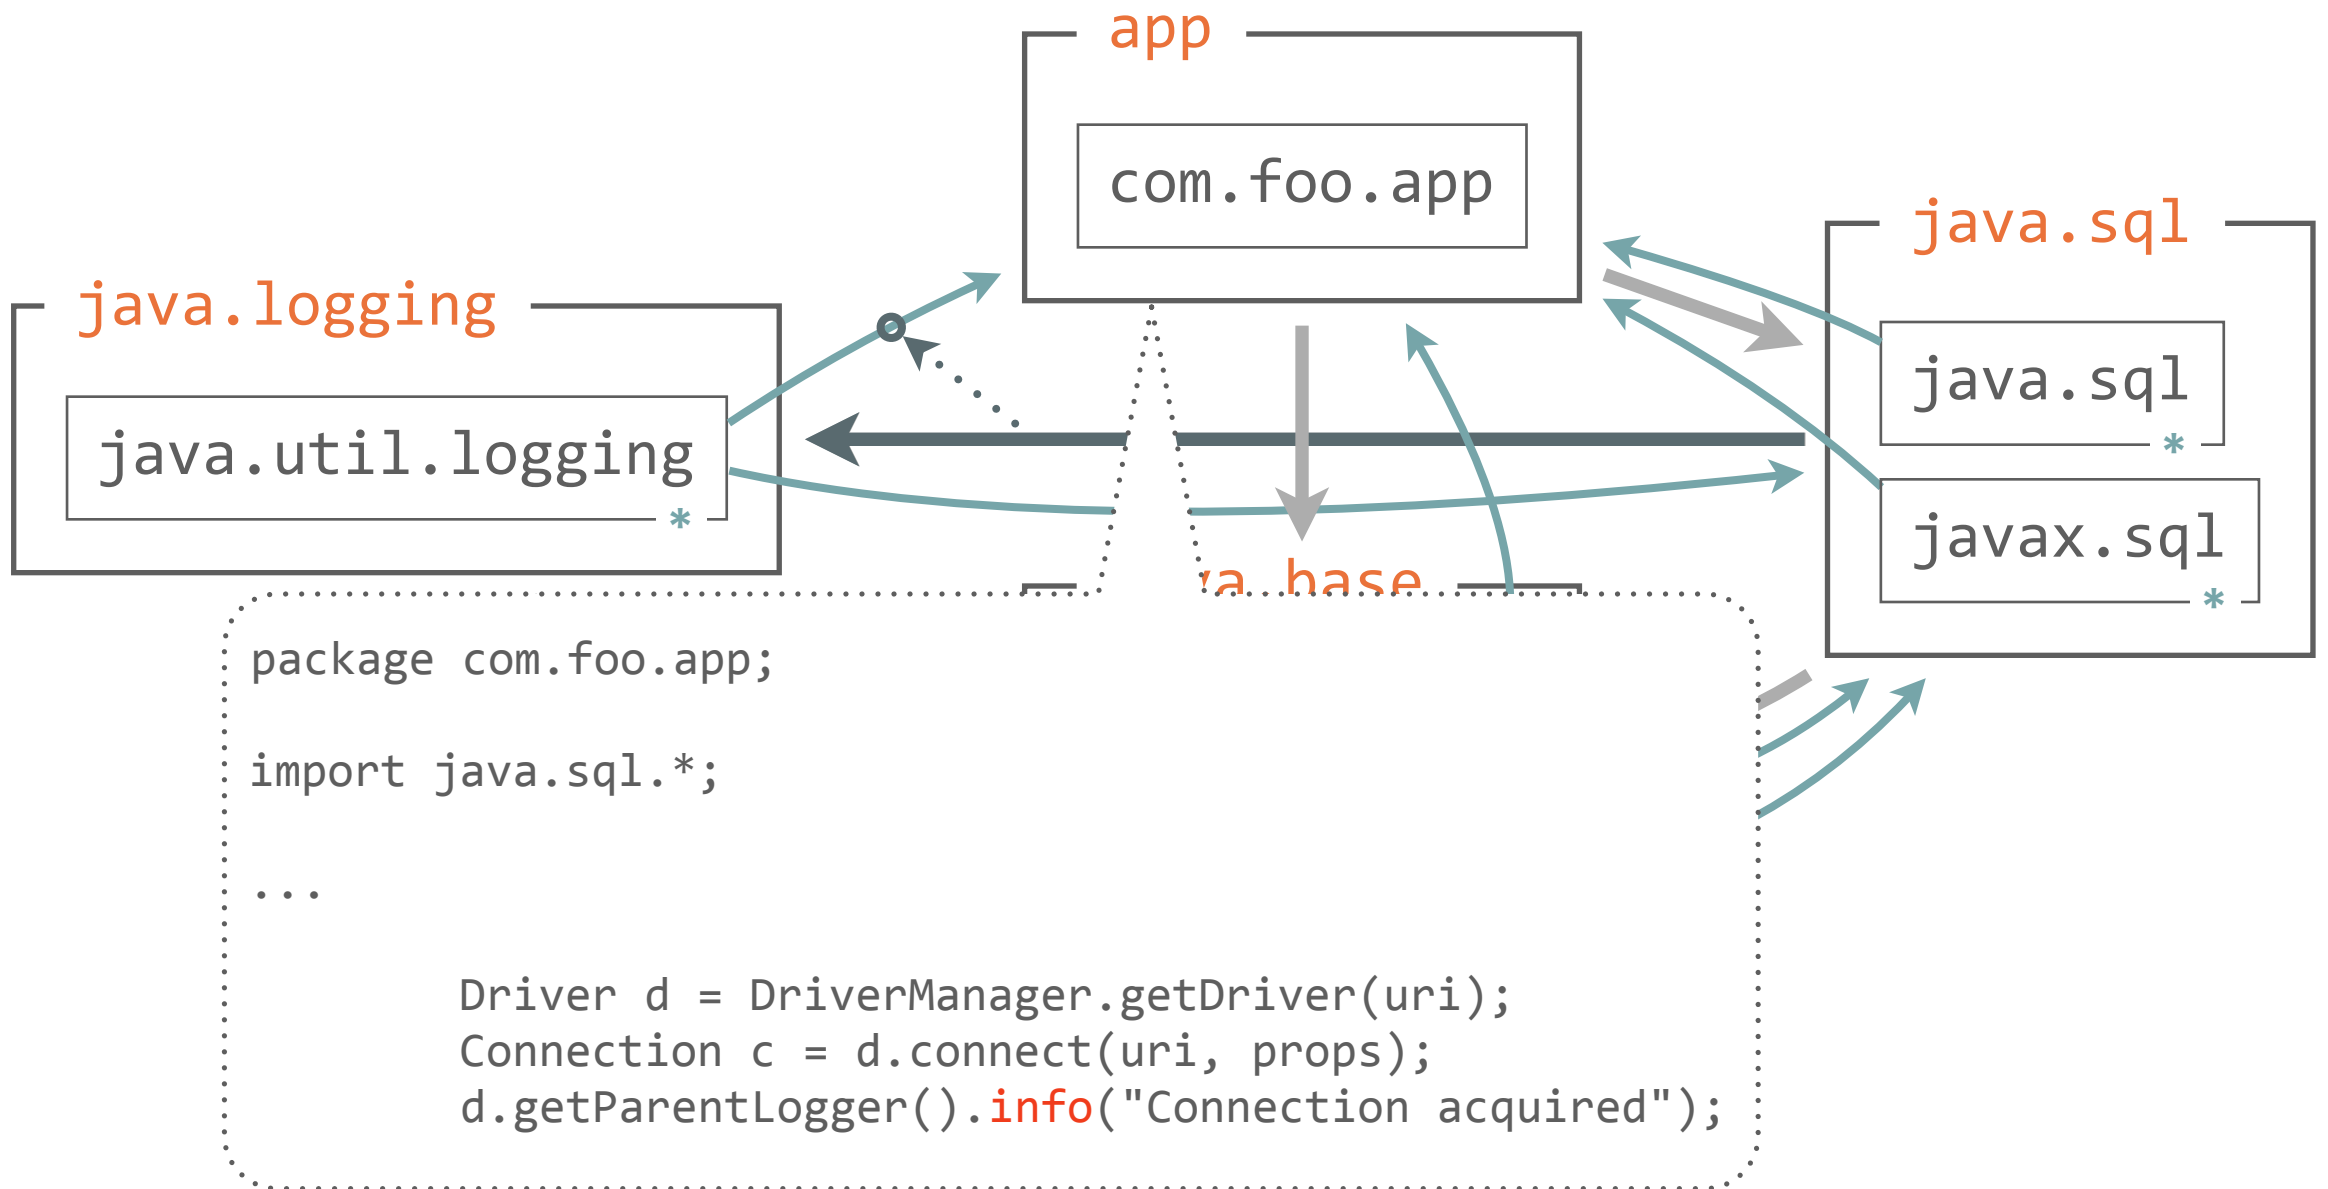 app
com.foo.app
java.sql
java.sql
*
javax.sql
*
java.logging
java.util.logging
*
package com.foo.app;
import java.sql.*;
...
Driver d = DriverManager.getDriver(uri);
Connection c = d.connect(uri, props);
d.getParentLogger().info("Connection acquired");